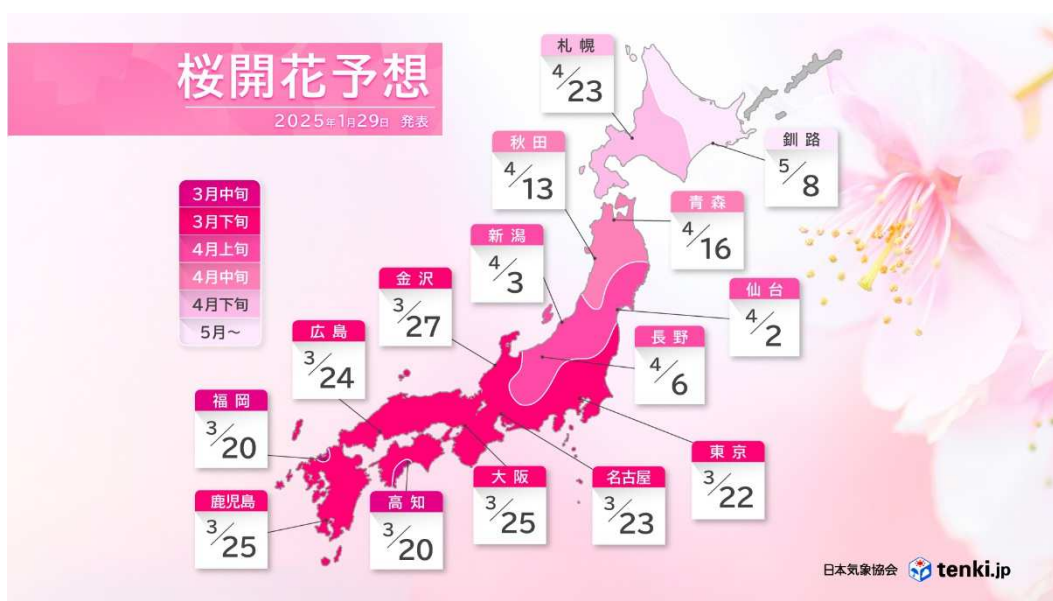 桜開花予想
2025年1月29日 発表
3月中旬
3月下旬
4月上旬
4月中旬
4月下旬
5月~
札幌
4/23
釧路
5/8
秋田
4/13
青森
4/16
新潟
4/3
仙台
4/2
金沢
3/27
長野
4/6
広島
3/24
福岡
3/20
東京
3/22
鹿児島
3/25
高知
3/20
大阪
3/25
名古屋
3/23
日本気象協会 tenki.jp